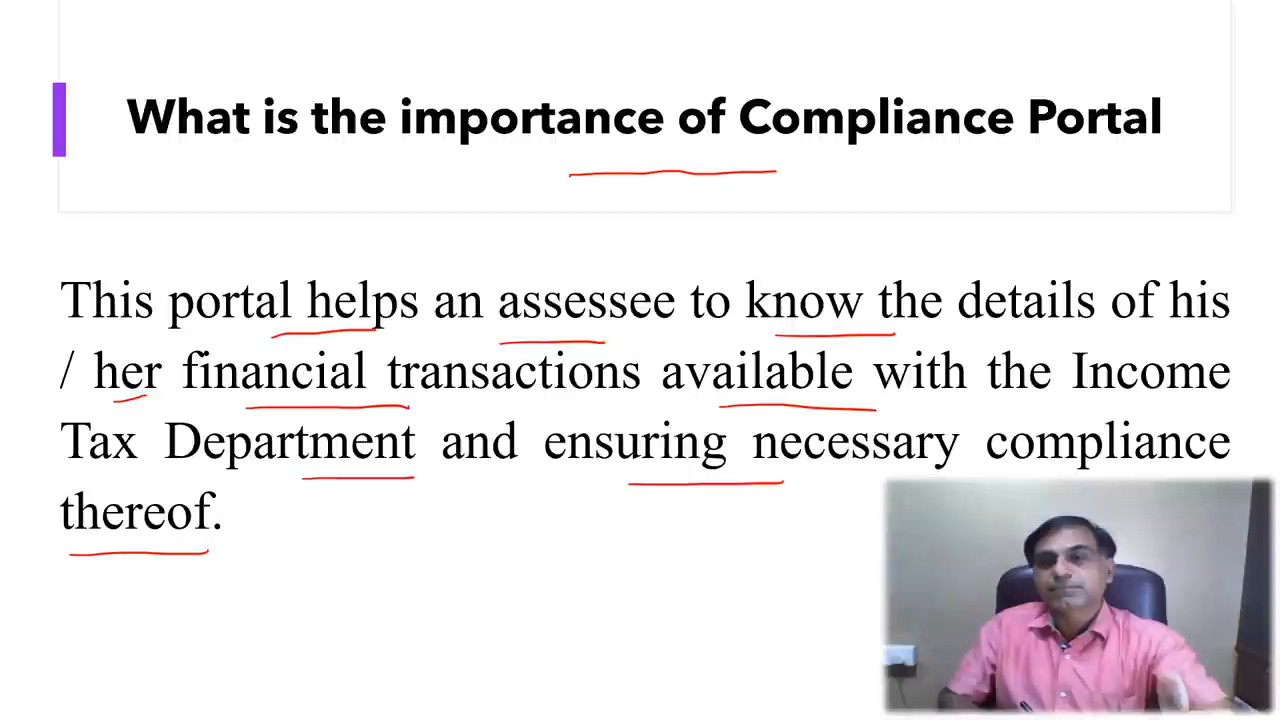 What is the importance of Compliance Portal
This portal helps an assessee to know the details of his
/ her financial transactions available with the Income
Tax Department and ensuring necessary compliance
thereof.